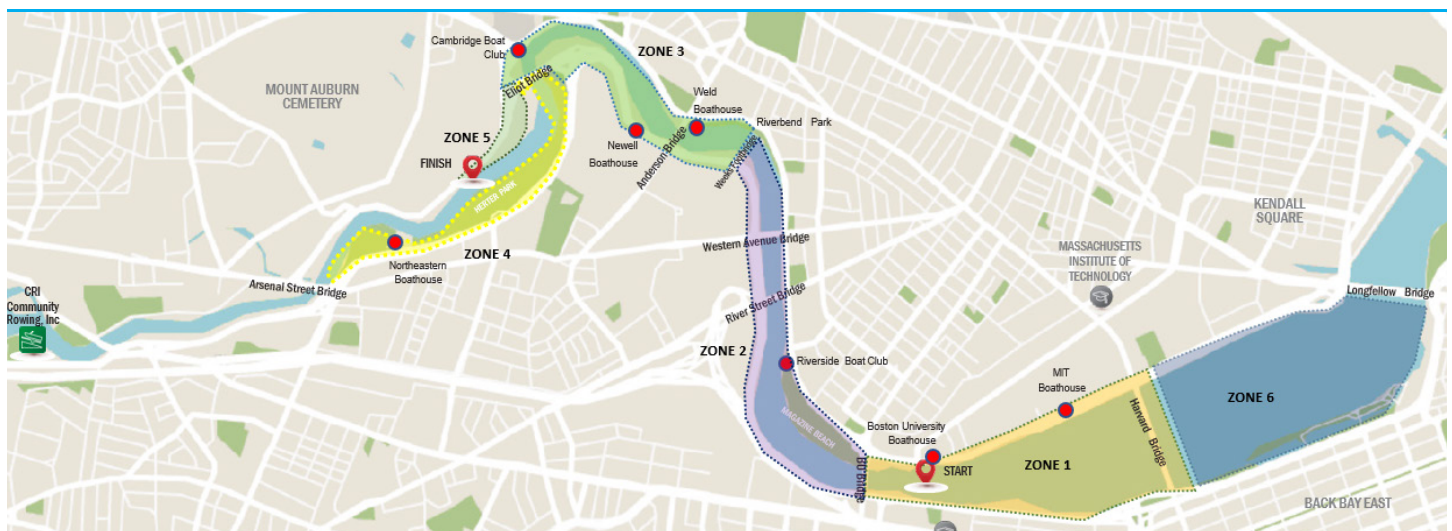 Cambridge Boat
Club
ZONE 3
MOUNT AUBURN
CEMETERY
Eliot Bridge
Weld
Boathouse
Riverbend Park
ZONE 5
FINISH
Newell
Boathouse
Anderson Bridge
Weeks Footbridge
HERTER PARK
KENDALL
SQUARE
Western Avenue Bridge
MASSACHUSETTS
INSTITUTE OF
TECHNOLOGY
ZONE 4
Northeastern
Boathouse
Arsenal Street Bridge
CRI
Community
Rowing, Inc
Longfellow Bridge
River Street Bridge
ZONE 2
Riverside Boat Club
MIT
Boathouse
ZONE 6
MAGAZINE BEACH
Boston University
Boathouse
Harvard Bridge
BU Bridge
START
ZONE 1
BACK BAY EAST